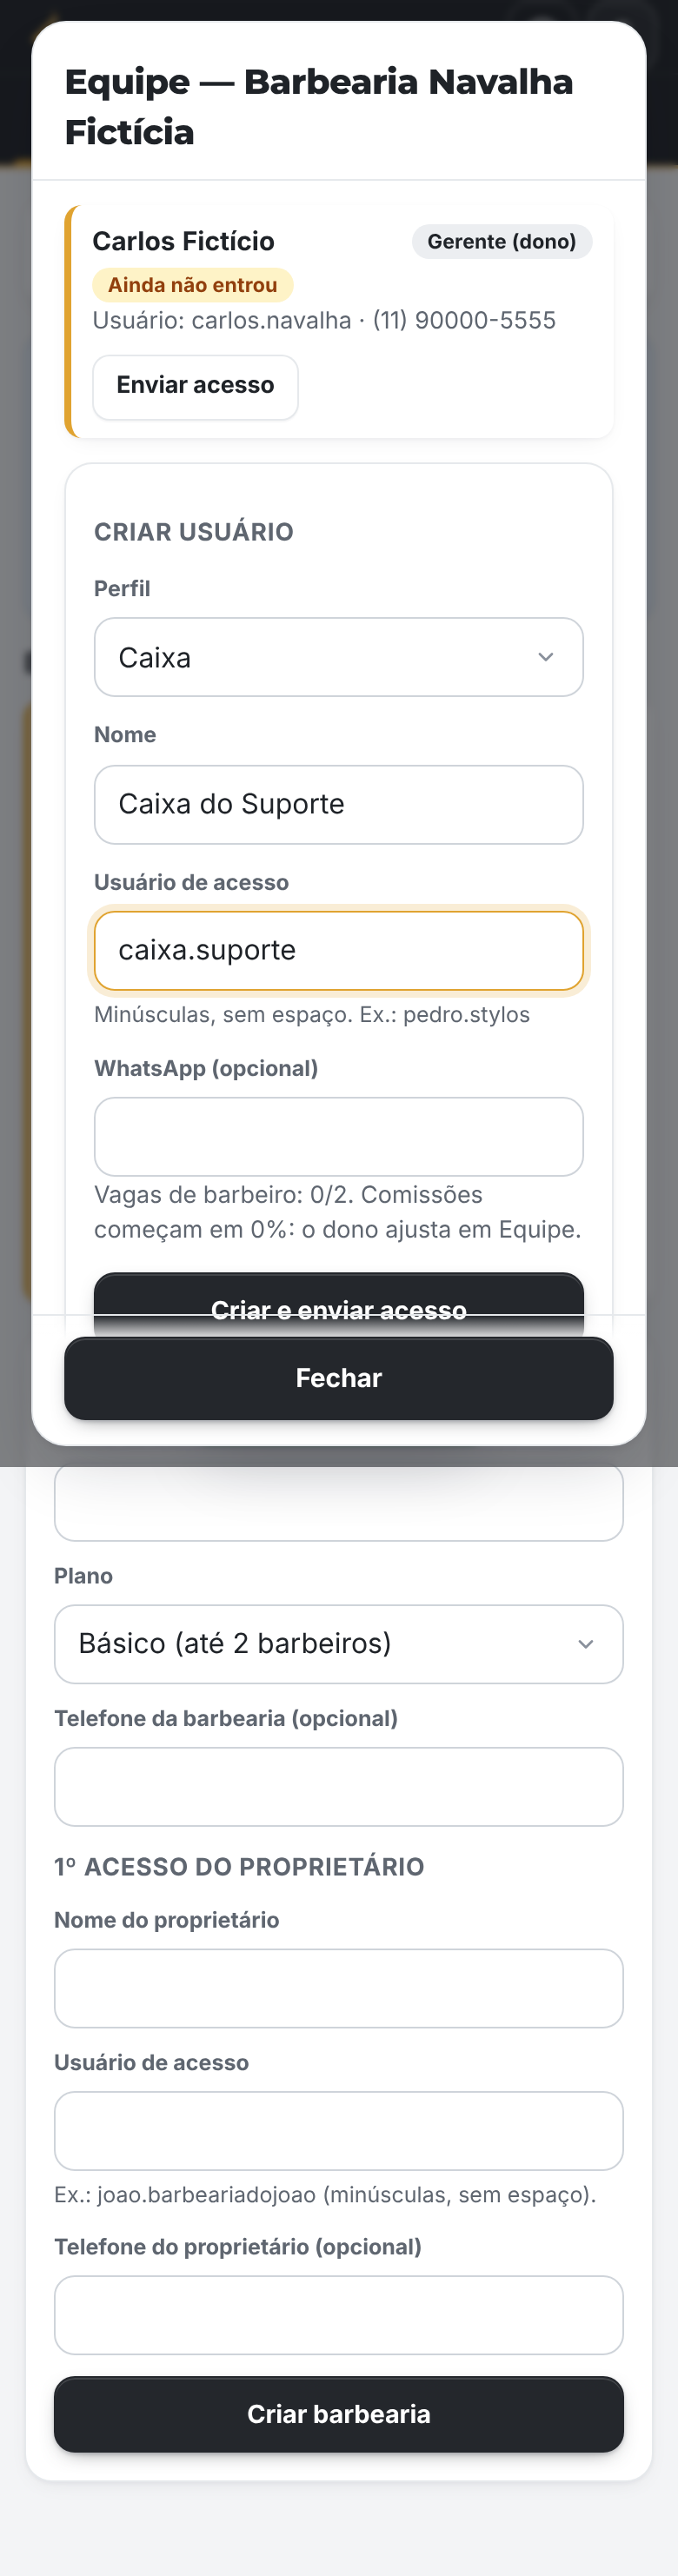 Equipe — Barbearia Navalha
Fictícia
Carlos Fictício
Gerente (dono)
Ainda não entrou
Usuário: carlos.navalha · (11) 90000-5555
Enviar acesso
CRIAR USUÁRIO
Perfil
Caixa
Nome
Caixa do Suporte
Usuário de acesso
caixa.suporte
Minúsculas, sem espaço. Ex.: pedro.stylos
WhatsApp (opcional)
Vagas de barbeiro: 0/2. Comissões
começam em 0%: o dono ajusta em Equipe.
Criar e enviar acesso
Fechar
Plano
Básico (até 2 barbeiros)
Telefone da barbearia (opcional)
1º ACESSO DO PROPRIETÁRIO
Nome do proprietário
Usuário de acesso
Ex.: joao.barbeariadojoao (minúsculas, sem espaço).
Telefone do proprietário (opcional)
Criar barbearia